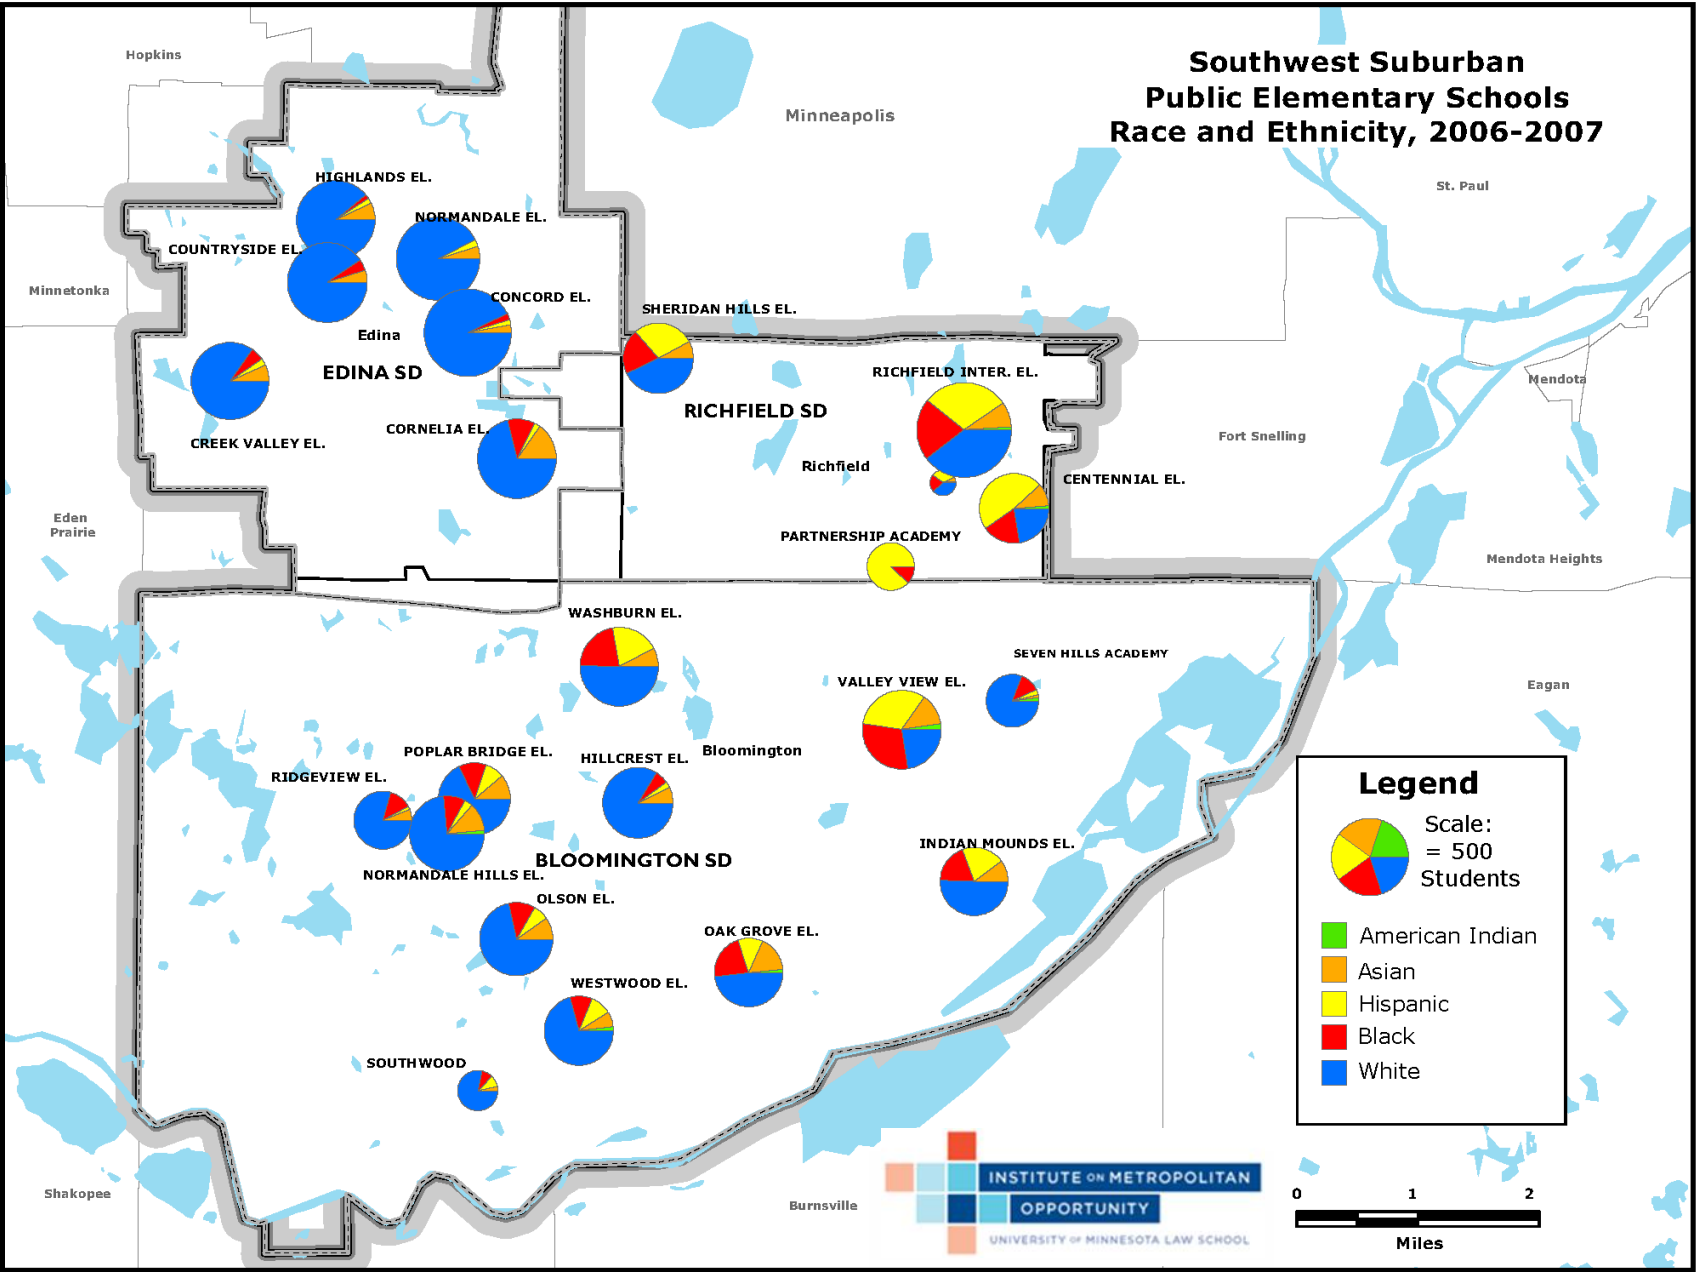 Southwest Suburban
Public Elementary Schools
Race and Ethnicity, 2006-2007
Hopkins
Minneapolis
St. Paul
HIGHLANDS EL.
NORMANDALE EL.
COUNTRYSIDE EL.
Minnetonka
CONCORD EL.
SHERIDAN HILLS EL.
Edina
EDINA SD
RICHFIELD INTER. EL.
Mendota
RICHFIELD SD
CORNELIA EL.
CREEK VALLEY EL.
Fort Snelling
Richfield
CENTENNIAL EL.
Eden
Prairie
PARTNERSHIP ACADEMY
Mendota Heights
WASHBURN EL.
SEVEN HILLS ACADEMY
VALLEY VIEW EL.
Eagan
POPLAR BRIDGE EL.
HILLCREST EL.
Bloomington
RIDGEVIEW EL.
INDIAN MOUNDS EL.
BLOOMINGTON SD
NORMANDALE HILLS EL.
OLSON EL.
OAK GROVE EL.
WESTWOOD EL.
SOUTHWOOD
Shakopee
Burnsville
Legend
Scale:
= 500
Students
American Indian
Asian
Hispanic
Black
White
INSTITUTE ON METROPOLITAN
OPPORTUNITY
UNIVERSITY OF MINNESOTA LAW SCHOOL
0 1 2
Miles